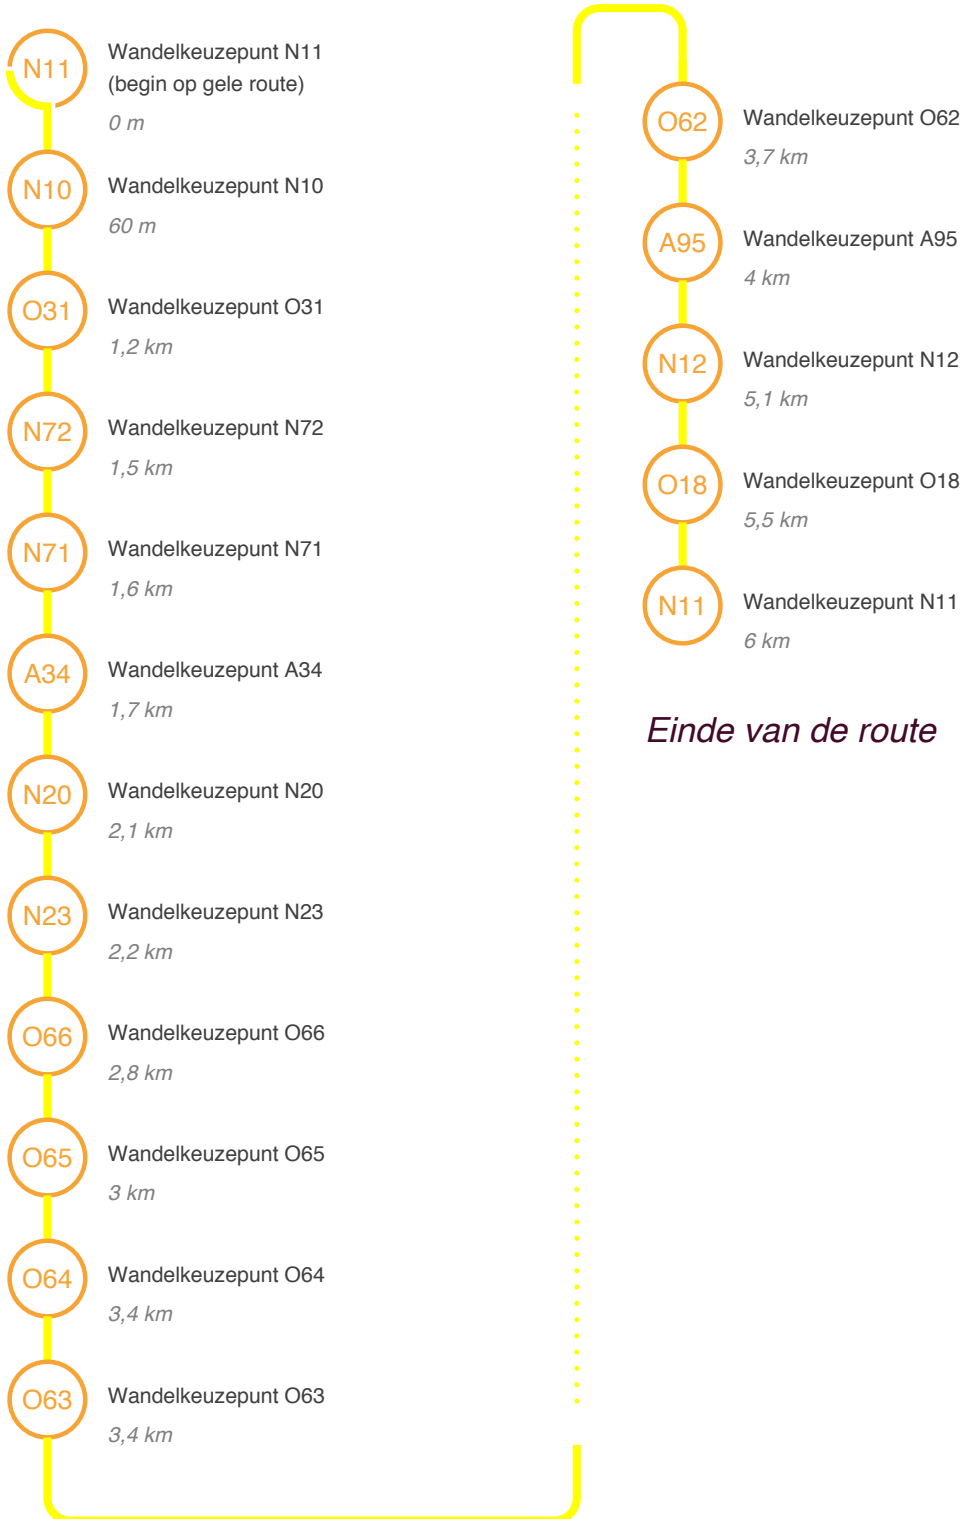 N11
Wandelkeuzepunt N11
(begin op gele route)
0 m
N10
Wandelkeuzepunt N10
60 m
O31
Wandelkeuzepunt O31
1,2 km
N72
Wandelkeuzepunt N72
1,5 km
N71
Wandelkeuzepunt N71
1,6 km
A34
Wandelkeuzepunt A34
1,7 km
N20
Wandelkeuzepunt N20
2,1 km
N23
Wandelkeuzepunt N23
2,2 km
O66
Wandelkeuzepunt O66
2,8 km
O65
Wandelkeuzepunt O65
3 km
O64
Wandelkeuzepunt O64
3,4 km
O63
Wandelkeuzepunt O63
3,4 km
O62
Wandelkeuzepunt O62
3,7 km
A95
Wandelkeuzepunt A95
4 km
N12
Wandelkeuzepunt N12
5,1 km
O18
Wandelkeuzepunt O18
5,5 km
N11
Wandelkeuzepunt N11
6 km
Einde van de route